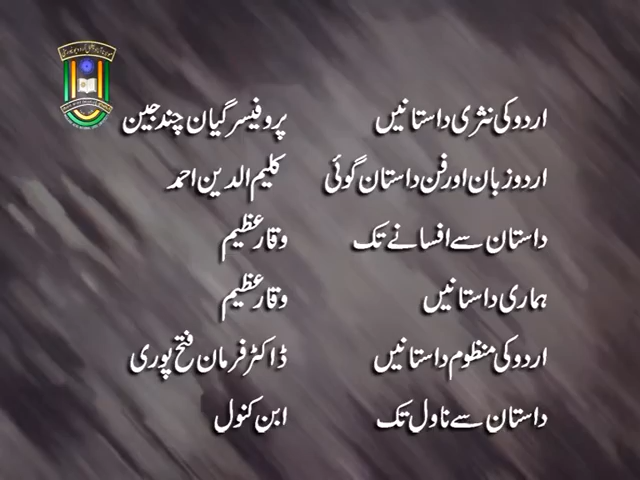 اردو کی نثری داستانیں پروفیسر گیان چند جین
اردو زبان اور فن داستان گوئی کلیم الدین احمد
داستان سے افسانے تک وقار عظیم
ہماری داستانیں وقار عظیم
اردو کی منظوم داستانیں ڈاکٹر فرمان فتح پوری
داستان سے ناول تک ابن کنول